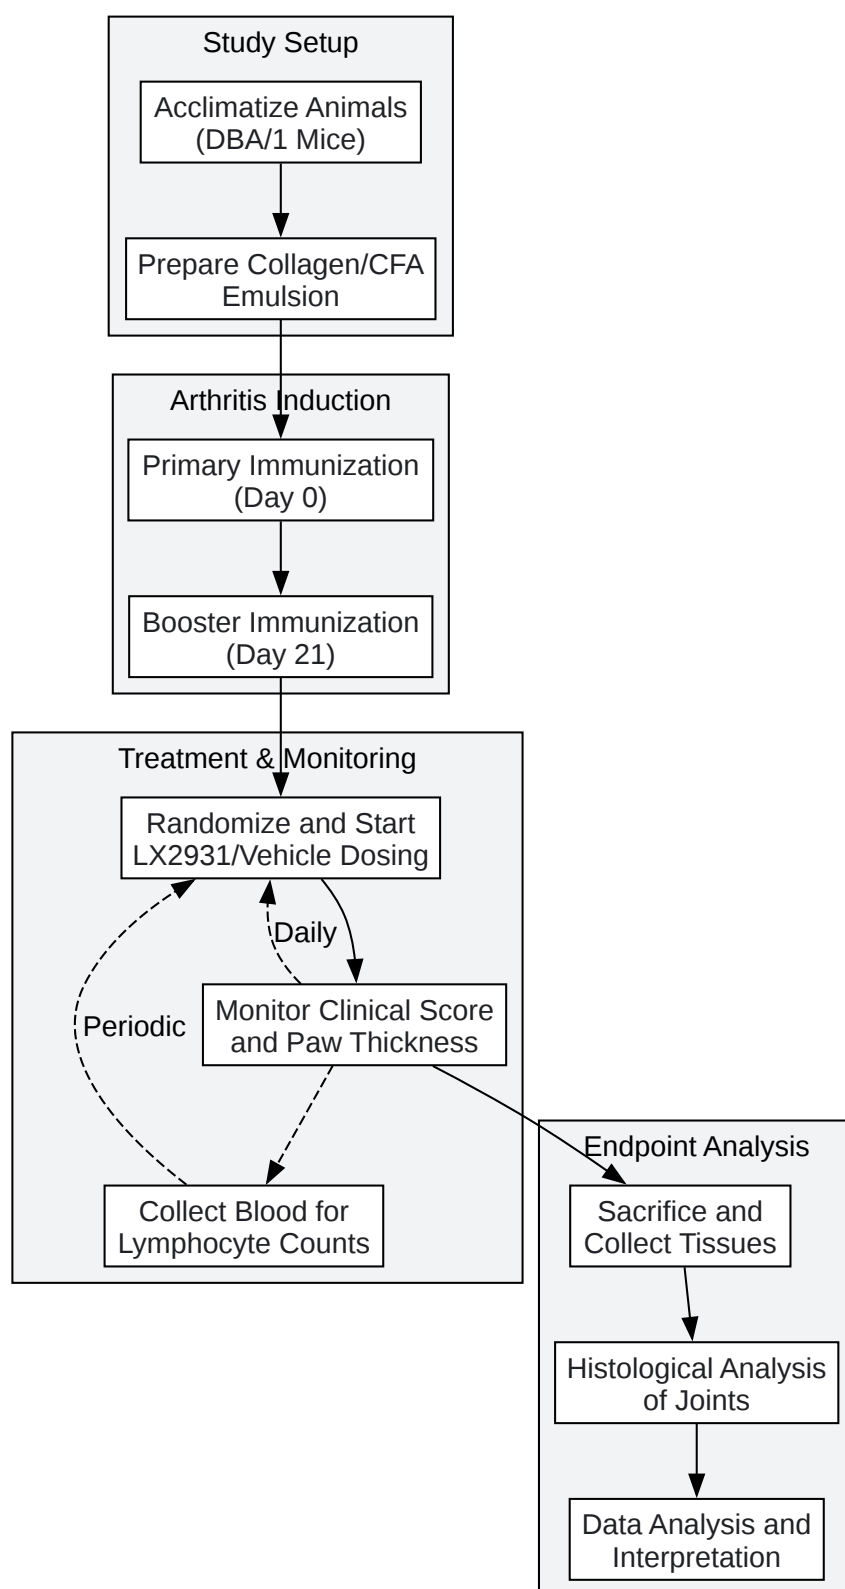 Study Setup
Acclimatize Animals
(DBA/1 Mice)
Prepare Collagen/CFA
Emulsion
Arthritis Induction
Primary Immunization
(Day 0)
Booster Immunization
(Day 21)
Treatment & Monitoring
Randomize and Start
LX2931/Vehicle Dosing
Daily
Monitor Clinical Score
and Paw Thickness
Periodic
Collect Blood for
Lymphocyte Counts
Endpoint Analysis
Sacrifice and
Collect Tissues
Histological Analysis
of Joints
Data Analysis and
Interpretation